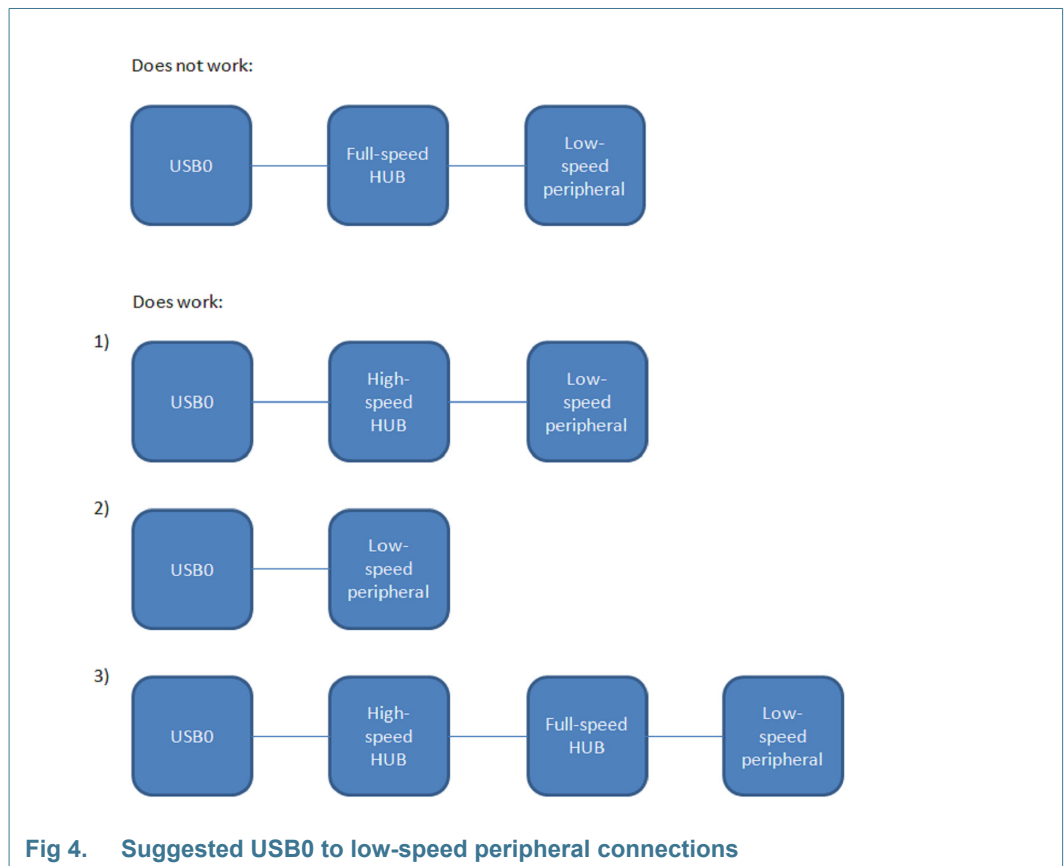 Does not work:
USB0
Full-speed
HUB
Low-
speed
peripheral
Does work:
1)
USB0
High-
speed
HUB
Low-
speed
peripheral
2)
USB0
Low-
speed
peripheral
3)
USB0
High-
speed
HUB
Full-speed
HUB
Low-
speed
peripheral
Fig 4. Suggested USB0 to low-speed peripheral connections